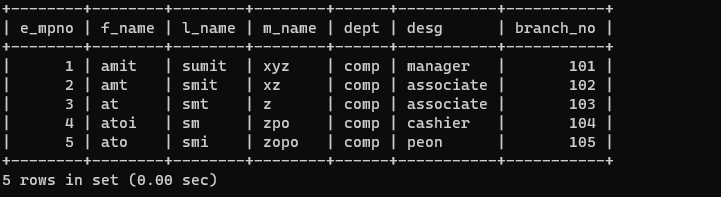 +--------+--------+--------+--------+------+-----------+-----------+
| e_mpno | f_name | l_name | m_name | dept | desg      | branch_no |
+--------+--------+--------+--------+------+-----------+-----------+
|      1 | amit   | sumit  | xyz    | comp | manager   |       101 |
|      2 | amt    | smit   | xz     | comp | associate |       102 |
|      3 | at     | smt    | z      | comp | associate |       103 |
|      4 | atoi   | sm     | zpo    | comp | cashier   |       104 |
|      5 | ato    | smi    | zopo   | comp | peon      |       105 |
+--------+--------+--------+--------+------+-----------+-----------+
5 rows in set (0.00 sec)